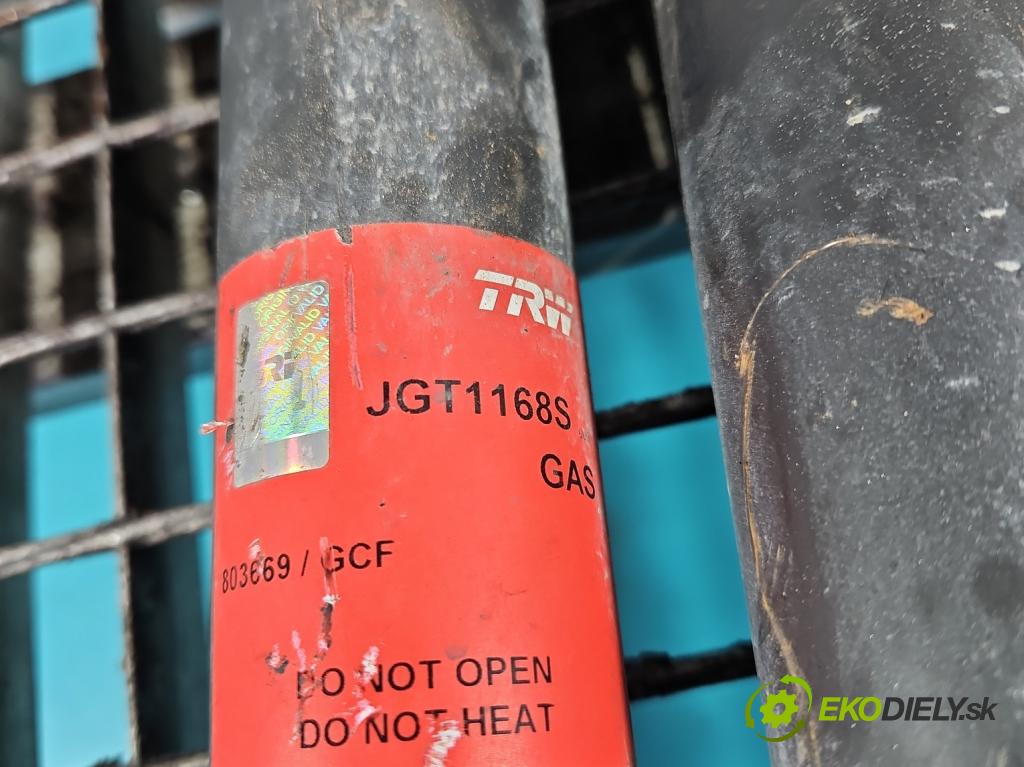 TRW
JGT1168S
GAS
803669 / GCF
DO NOT OPEN
DO NOT HEAT
EKODIELY.sk